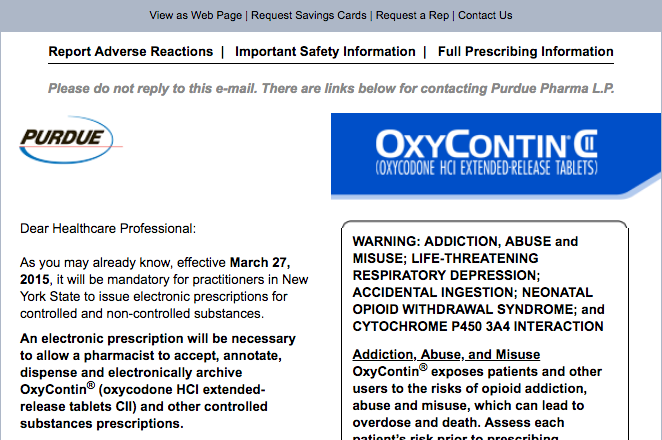 View as Web Page | Request Savings Cards | Request a Rep | Contact Us
Report Adverse Reactions | Important Safety Information | Full Prescribing Information
Please do not reply to this e-mail. There are links below for contacting Purdue Pharma L.P.
PURDUE
OXYCONTIN® CII
(OXYCODONE HCl EXTENDED-RELEASE TABLETS)
Dear Healthcare Professional:
As you may already know, effective March 27,
2015, it will be mandatory for practitioners in New
York State to issue electronic prescriptions for
controlled and non-controlled substances.
An electronic prescription will be necessary
to allow a pharmacist to accept, annotate,
dispense and electronically archive
OxyContin® (oxycodone HCl extended-
release tablets CII) and other controlled
substances prescriptions.
WARNING: ADDICTION, ABUSE and
MISUSE; LIFE-THREATENING
RESPIRATORY DEPRESSION;
ACCIDENTAL INGESTION; NEONATAL
OPIOID WITHDRAWAL SYNDROME; and
CYTOCHROME P450 3A4 INTERACTION
Addiction, Abuse, and Misuse
OxyContin® exposes patients and other
users to the risks of opioid addiction,
abuse and misuse, which can lead to
overdose and death. Assess each
patient's risk prior to prescribing